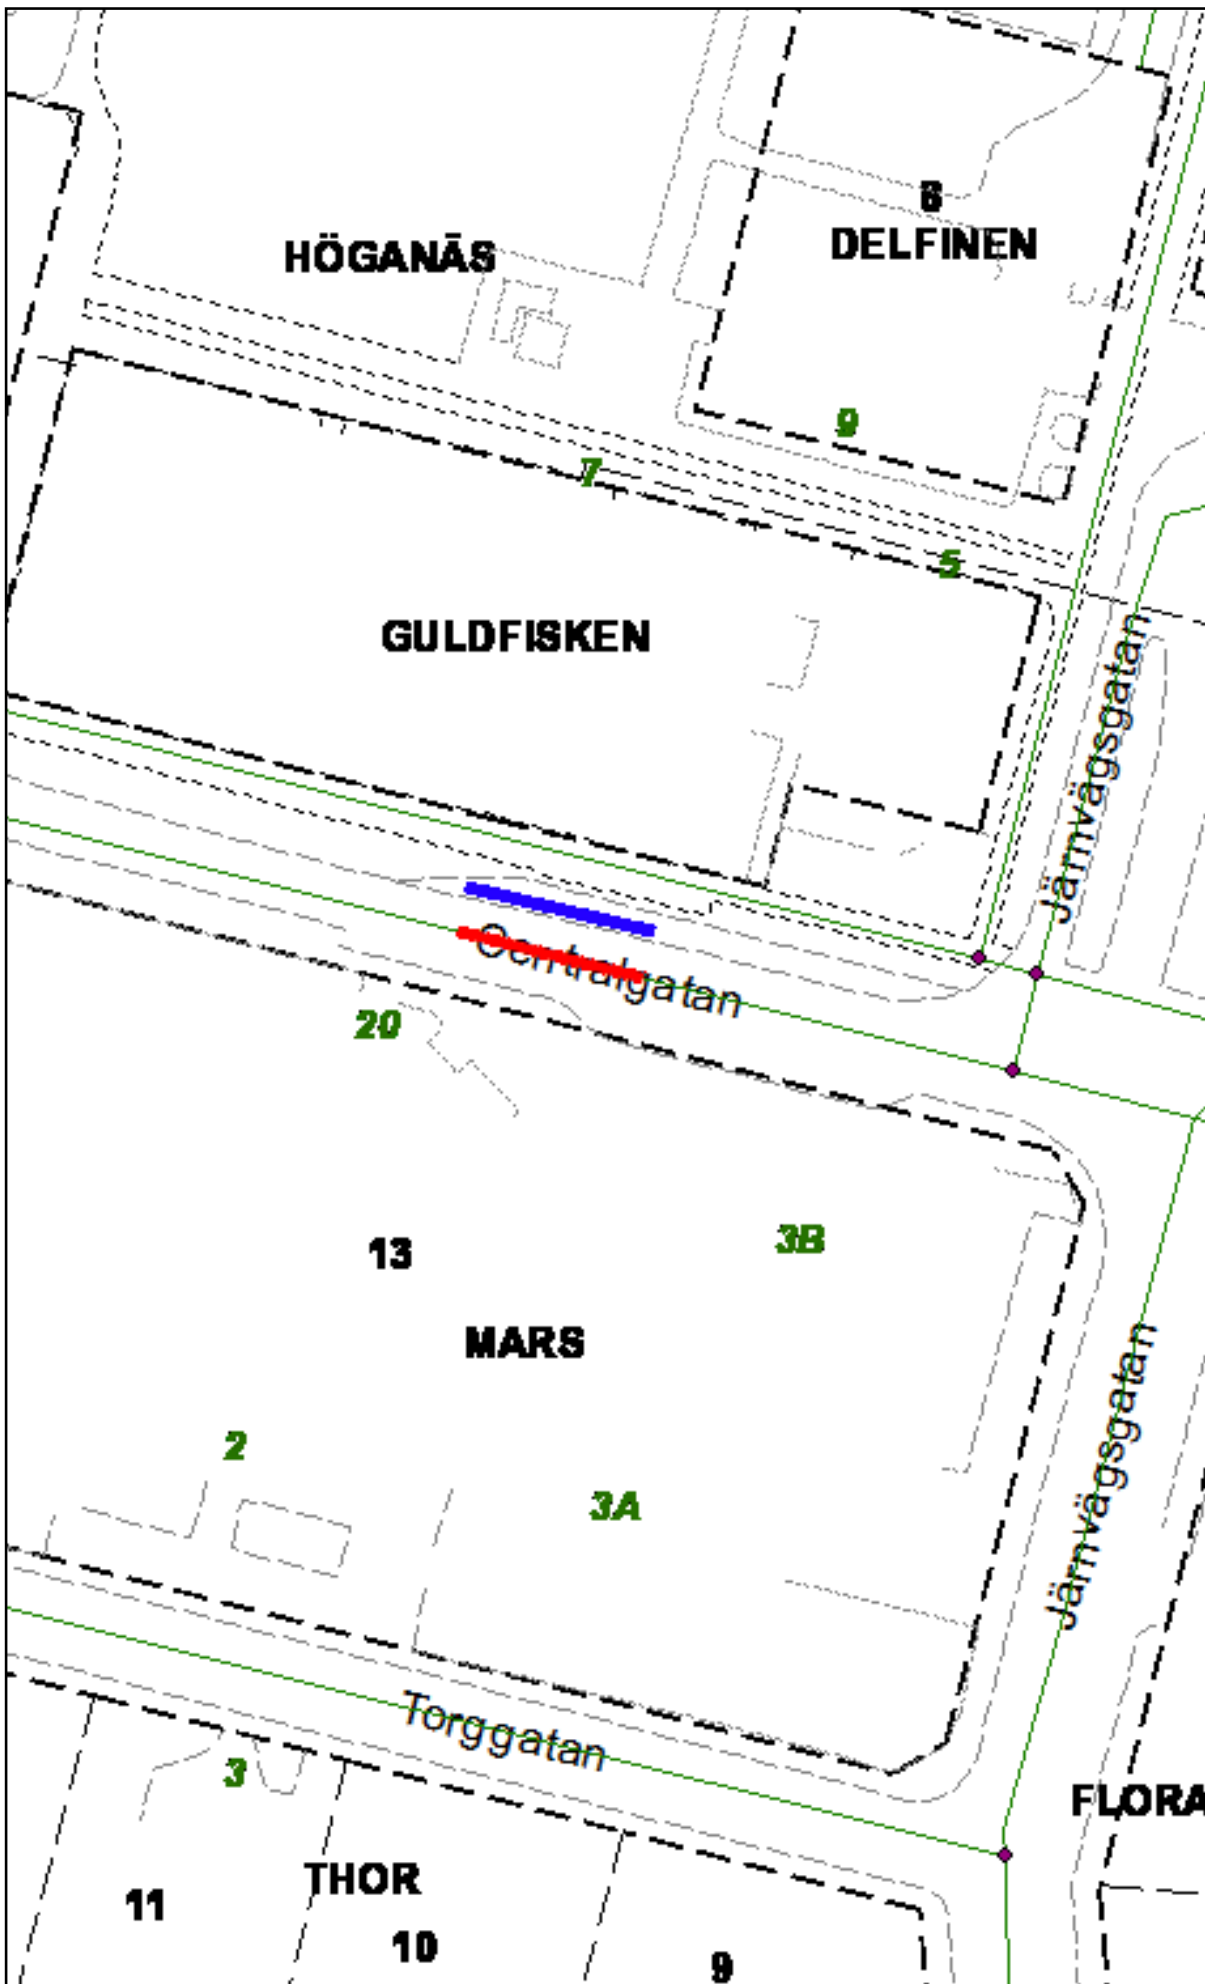 6
DELFINEN
HÖGANÄS
9
7
5
GULDFISKEN
Järnvägsgatan
Centralgatan
20
3B
13
MARS
Järnvägsgatan
2
3A
Torggatan
3
FLORA
THOR
11
10
9